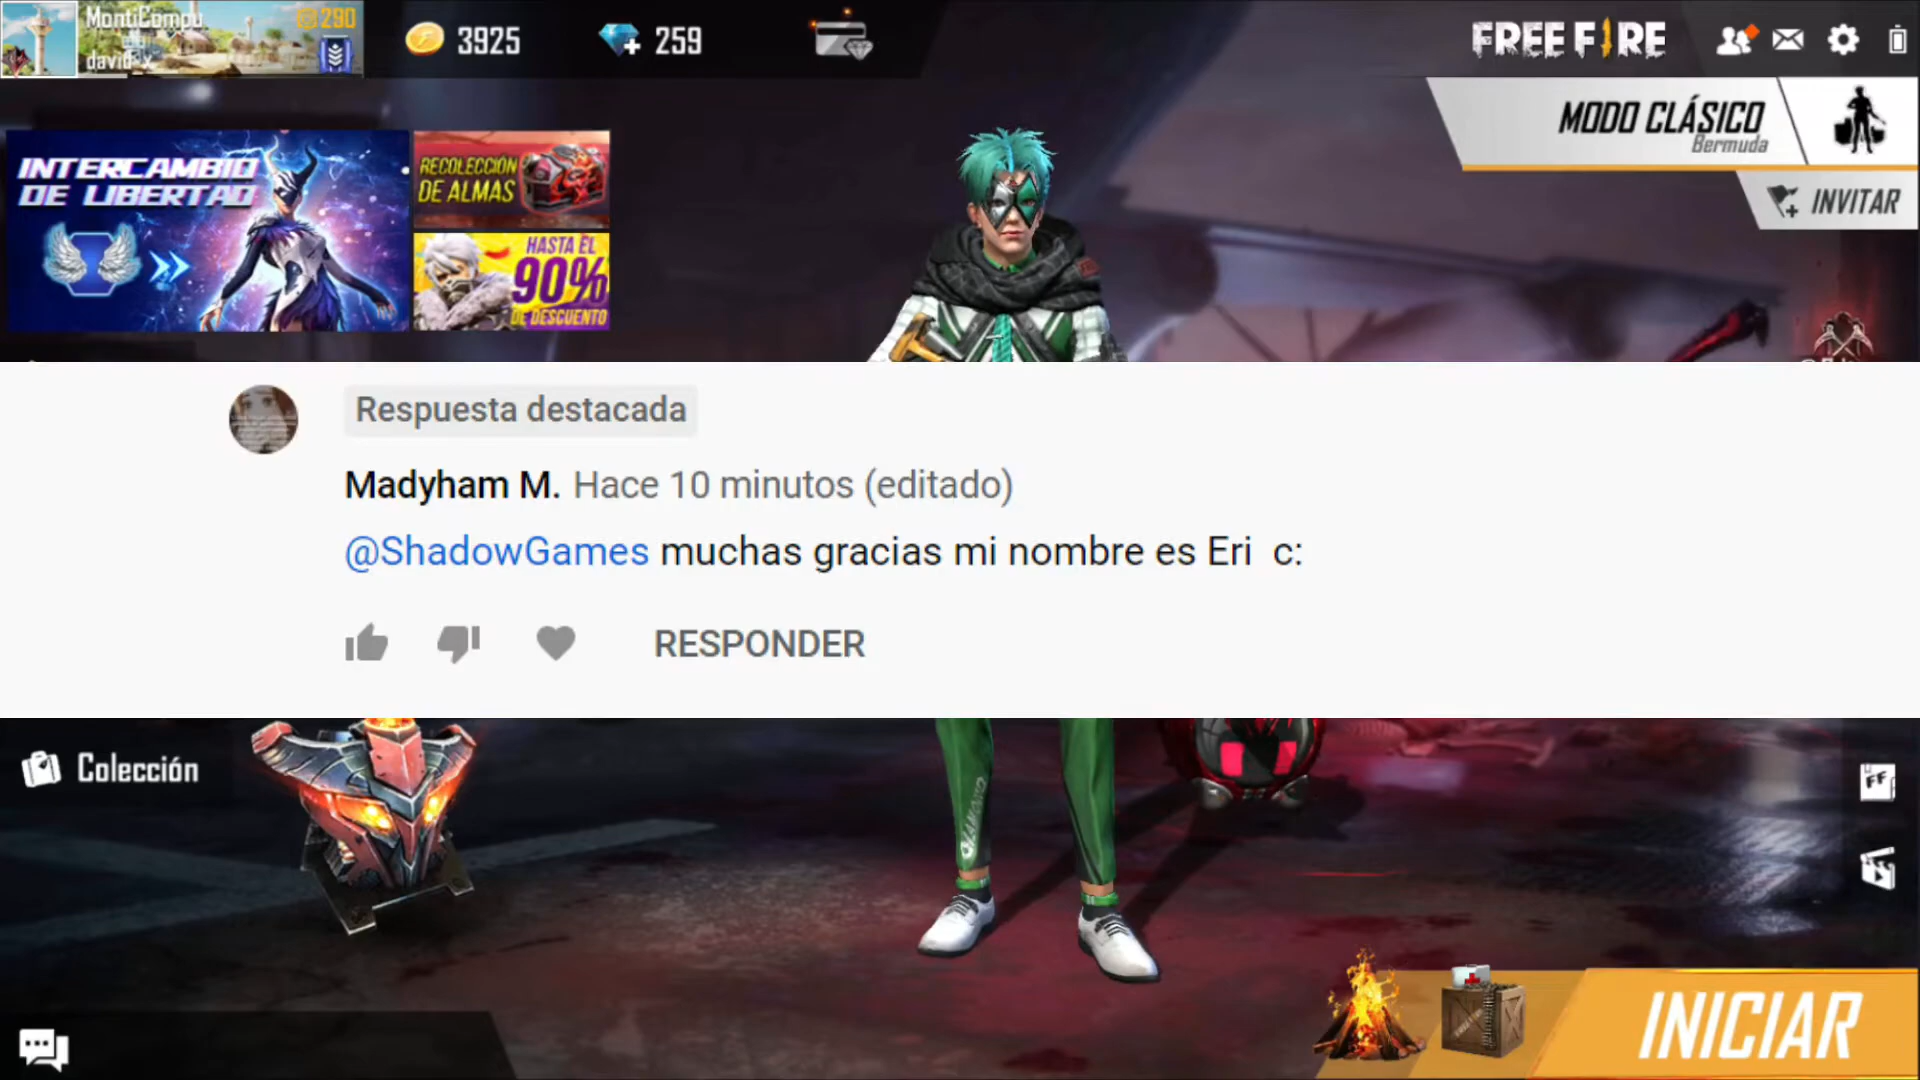 MontiCompu
290
david-x
3925
259
FREE FIRE
MODO CLÁSICO
Bermuda
INVITAR
INTERCAMBIO
DE LIBERTAD
RECOLECCIÓN
DE ALMAS
HASTA EL
90%
DE DESCUENTO
Respuesta destacada
Madyham M. Hace 10 minutos (editado)
@ShadowGames muchas gracias mi nombre es Eri c:
RESPONDER
Colección
FF
INICIAR